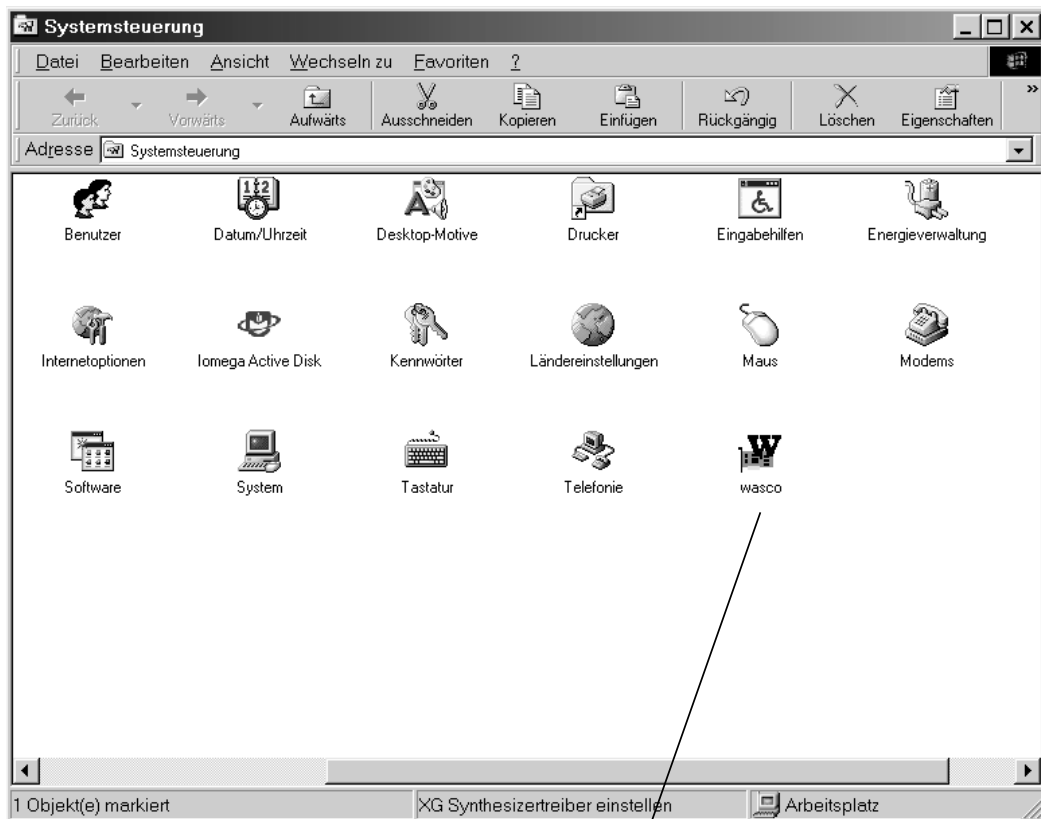 Systemsteuerung
Datei Bearbeiten Ansicht Wechseln zu Favoriten ?
Zurück Vorwärts Aufwärts Ausschneiden Kopieren Einfügen Rückgängig Löschen Eigenschaften »
Adresse Systemsteuerung
Benutzer Datum/Uhrzeit Desktop-Motive Drucker Eingabehilfen Energieverwaltung
Internetoptionen Iomega Active Disk Kennwörter Ländereinstellungen Maus Modems
Software System Tastatur Telefonie wasco
1 Objekt(e) markiert XG Synthesizertreiber einstellen Arbeitsplatz